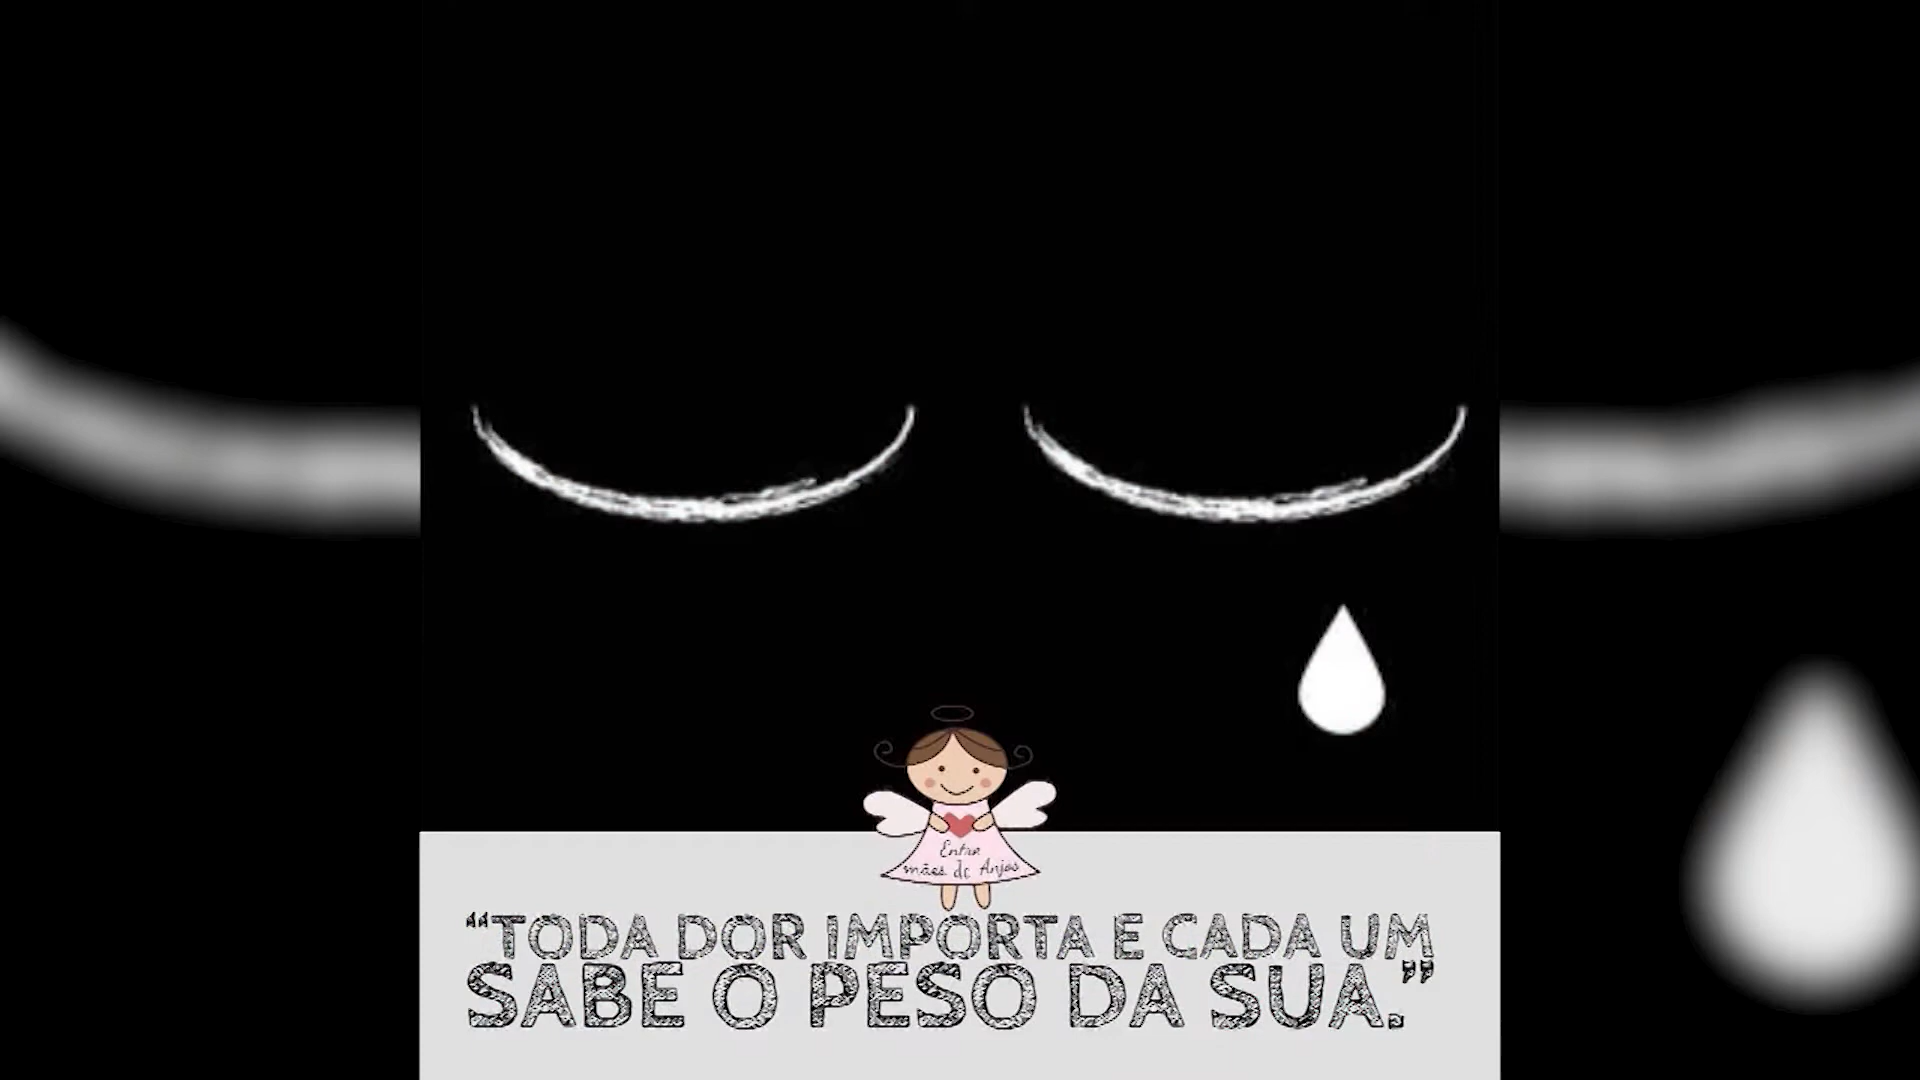 Entre
mães de Anjos
“TODA DOR IMPORTA E CADA UM
SABE O PESO DA SUA.”